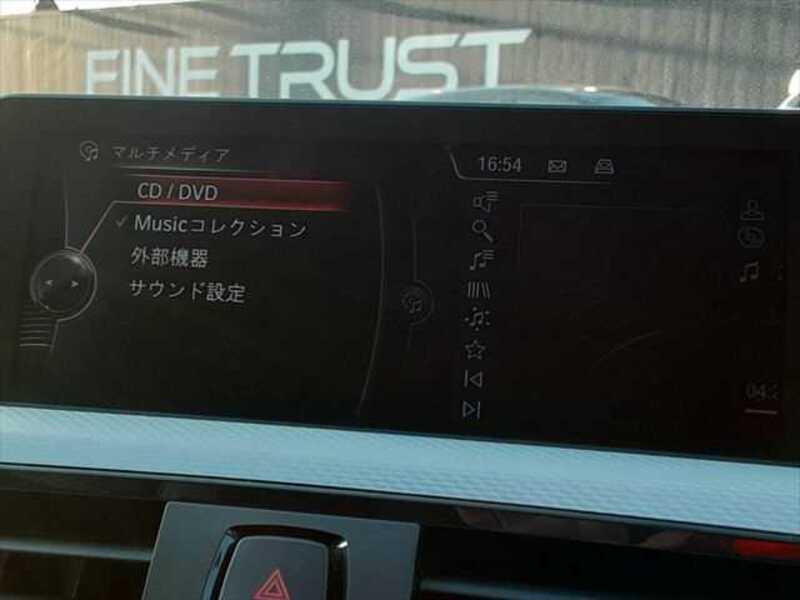 FINE TRUST
マルチメディア
16:54
CD / DVD
✓ Musicコレクション
外部機器
サウンド設定
04: